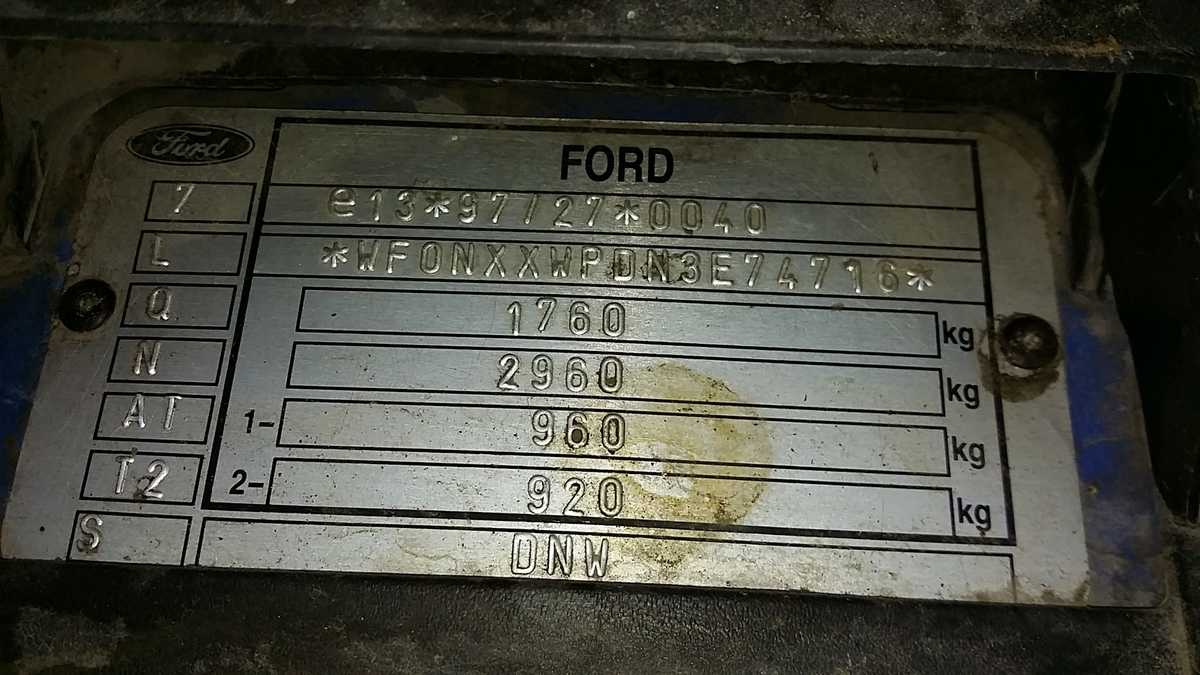 Ford
FORD
7 e13*97/27*0040
L *WF0NXXWPDN3E74716*
Q 1760 kg
N 2960 kg
AT 1- 960 kg
T2 2- 920 kg
S DNW